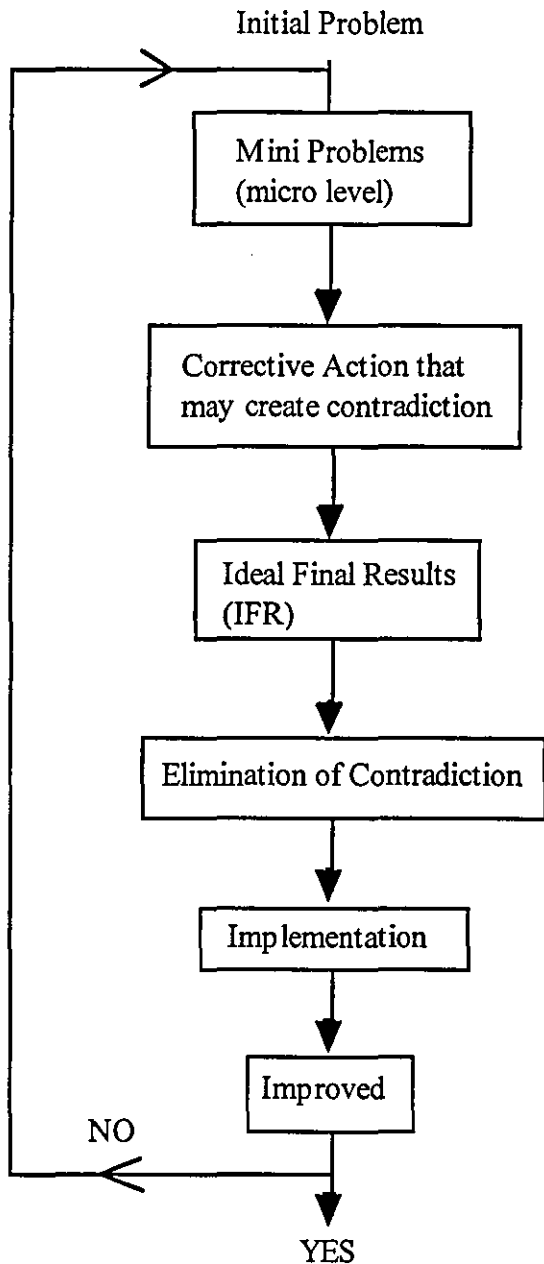 Initial Problem
Mini Problems
(micro level)
Corrective Action that
may create contradiction
Ideal Final Results
(IFR)
Elimination of Contradiction
Implementation
Improved
NO
YES